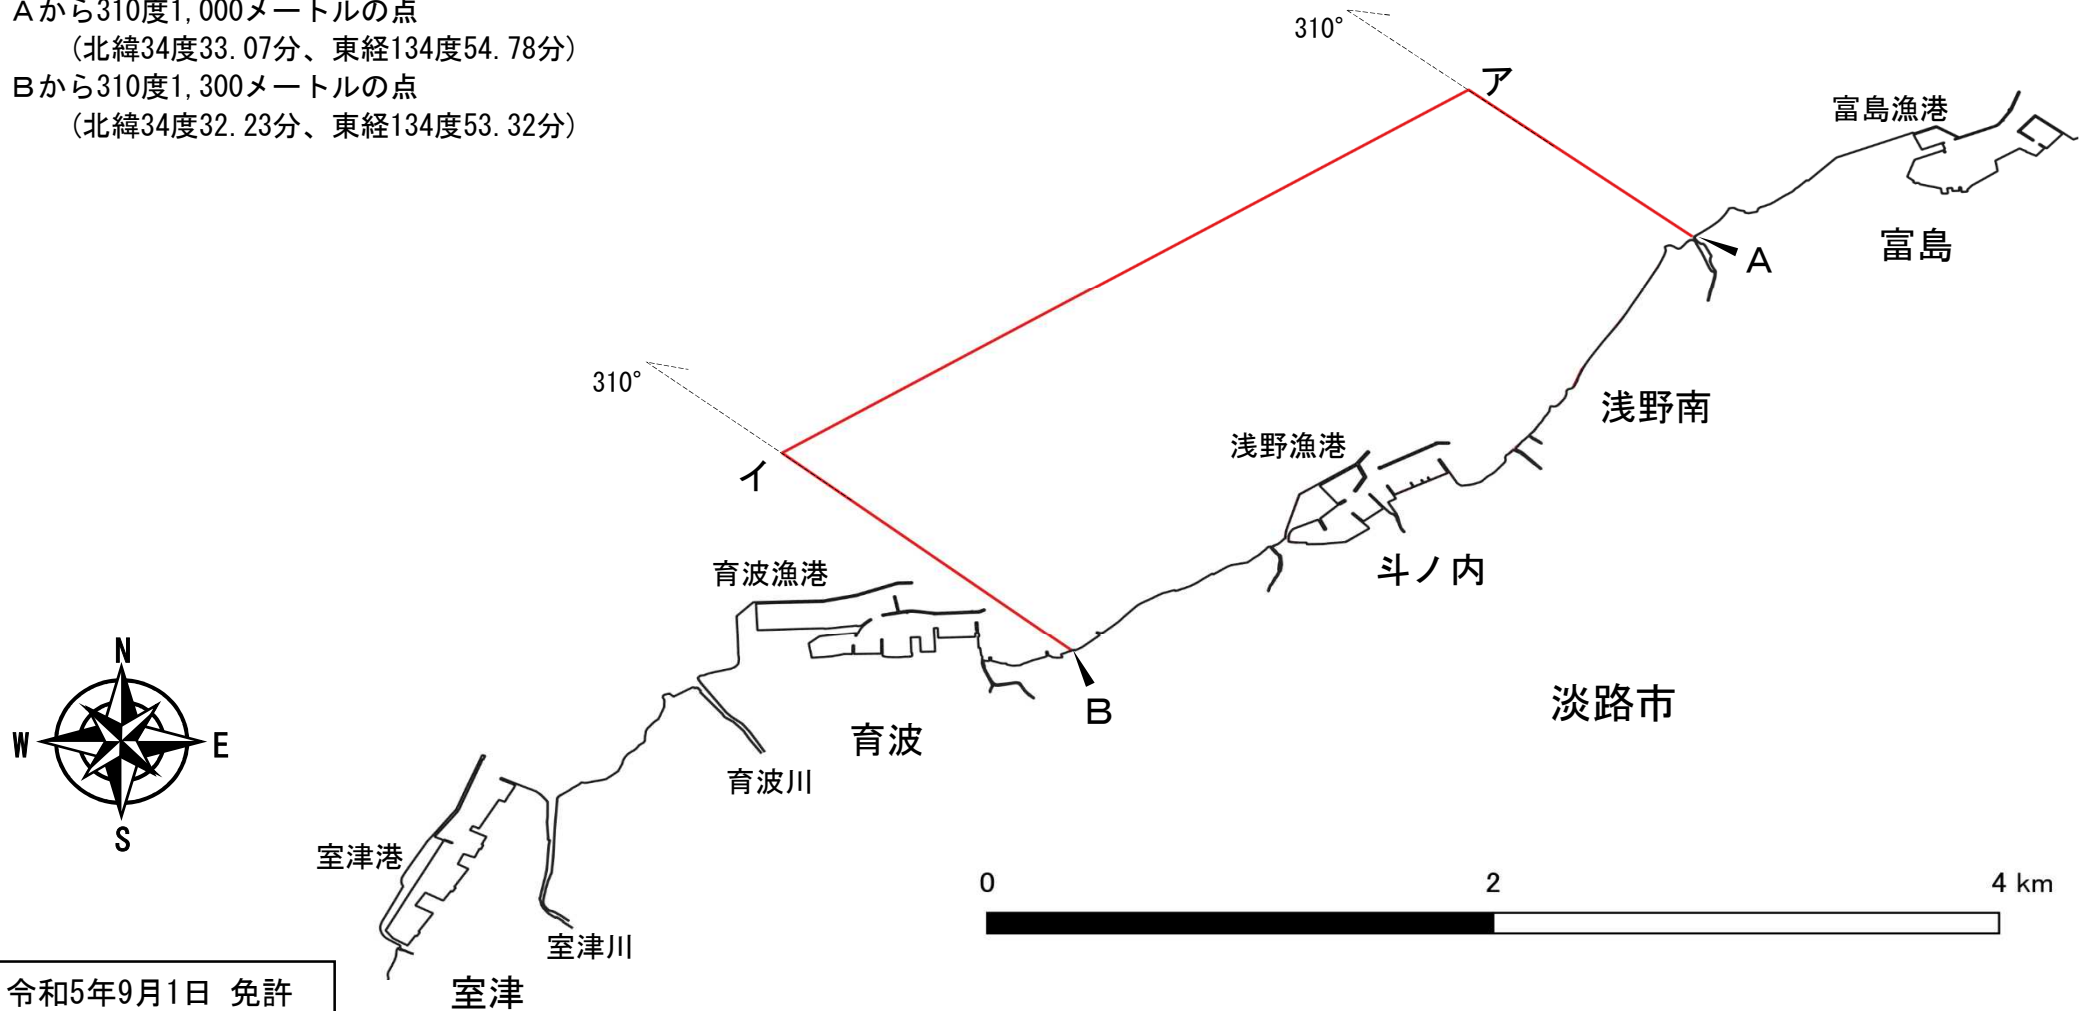 Aから310度1,000メートルの点
(北緯34度33.07分、東経134度54.78分)
Bから310度1,300メートルの点
(北緯34度32.23分、東経134度53.32分)
310°
ア
富島漁港
A
富島
310°
イ
浅野南
浅野漁港
斗ノ内
育波漁港
B
淡路市
育波
育波川
N
W
E
S
室津港
室津川
室津
0
2
4 km
令和5年9月1日 免許